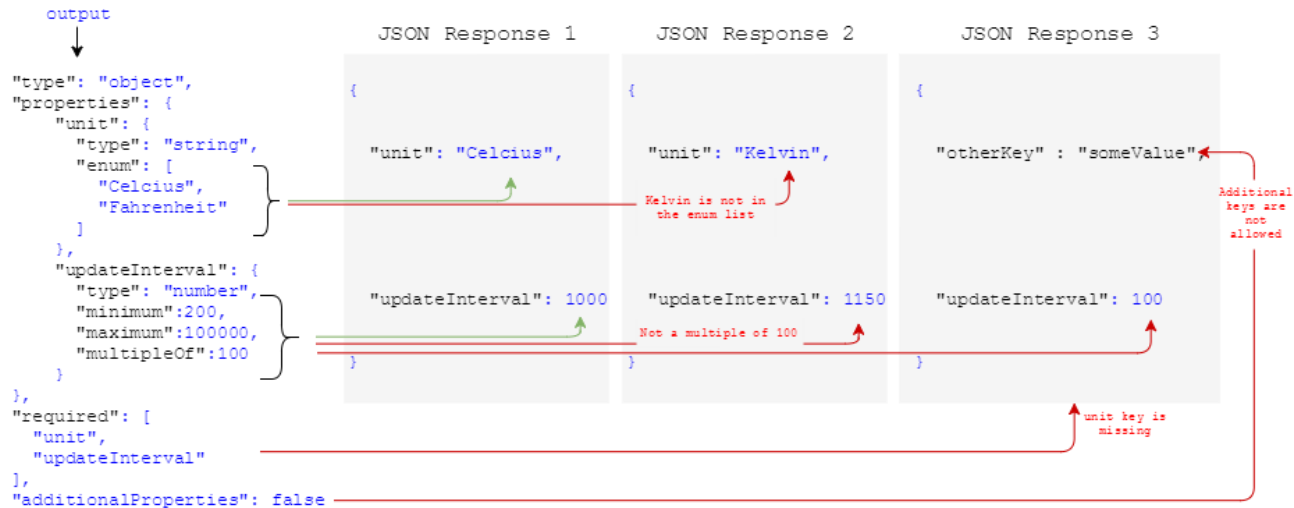 output
"type": "object",
"properties": {
"unit": {
"type": "string",
"enum": [
"Celcius",
"Fahrenheit"
]
},
"updateInterval": {
"type": "number",
"minimum":200,
"maximum":100000,
"multipleOf":100
}
},
"required": [
"unit",
"updateInterval"
],
"additionalProperties": false
JSON Response 1
{
"unit": "Celcius",
"updateInterval": 1000
}
JSON Response 2
{
"unit": "Kelvin",
Kelvin is not in
the enum list
"updateInterval": 1150
Not a multiple of 100
}
JSON Response 3
{
"otherKey" : "someValue",
"updateInterval": 100
}
Additional
keys are
not
allowed
unit key is
missing